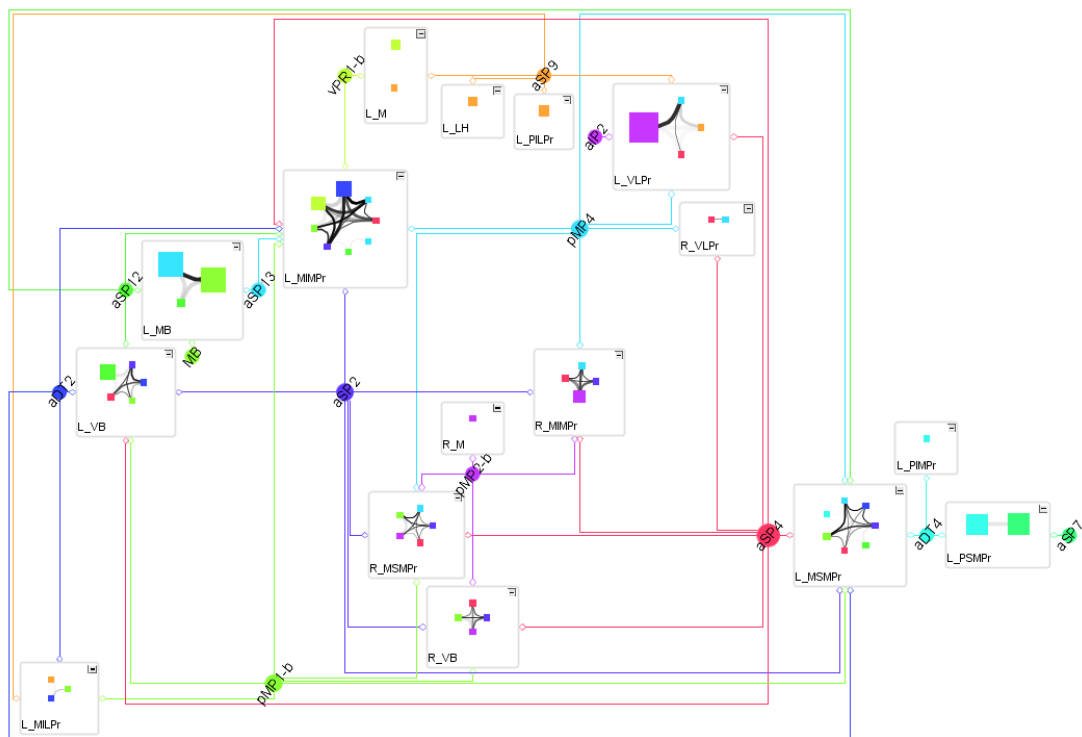 vPR1-b
aSP9
L_M
L_LH
L_PILPr
aIP2
L_VLPr
pMP4
R_VLPr
L_MIMPr
aSP12
aSP13
L_MB
MB
aDT2
L_VB
aSP2
R_MIMPr
R_M
pMP2-b
L_PIMPr
R_MSMPr
aSP4
L_MSMPr
aDT4
L_PSMPr
aSP7
R_VB
pMP1-b
L_MILPr